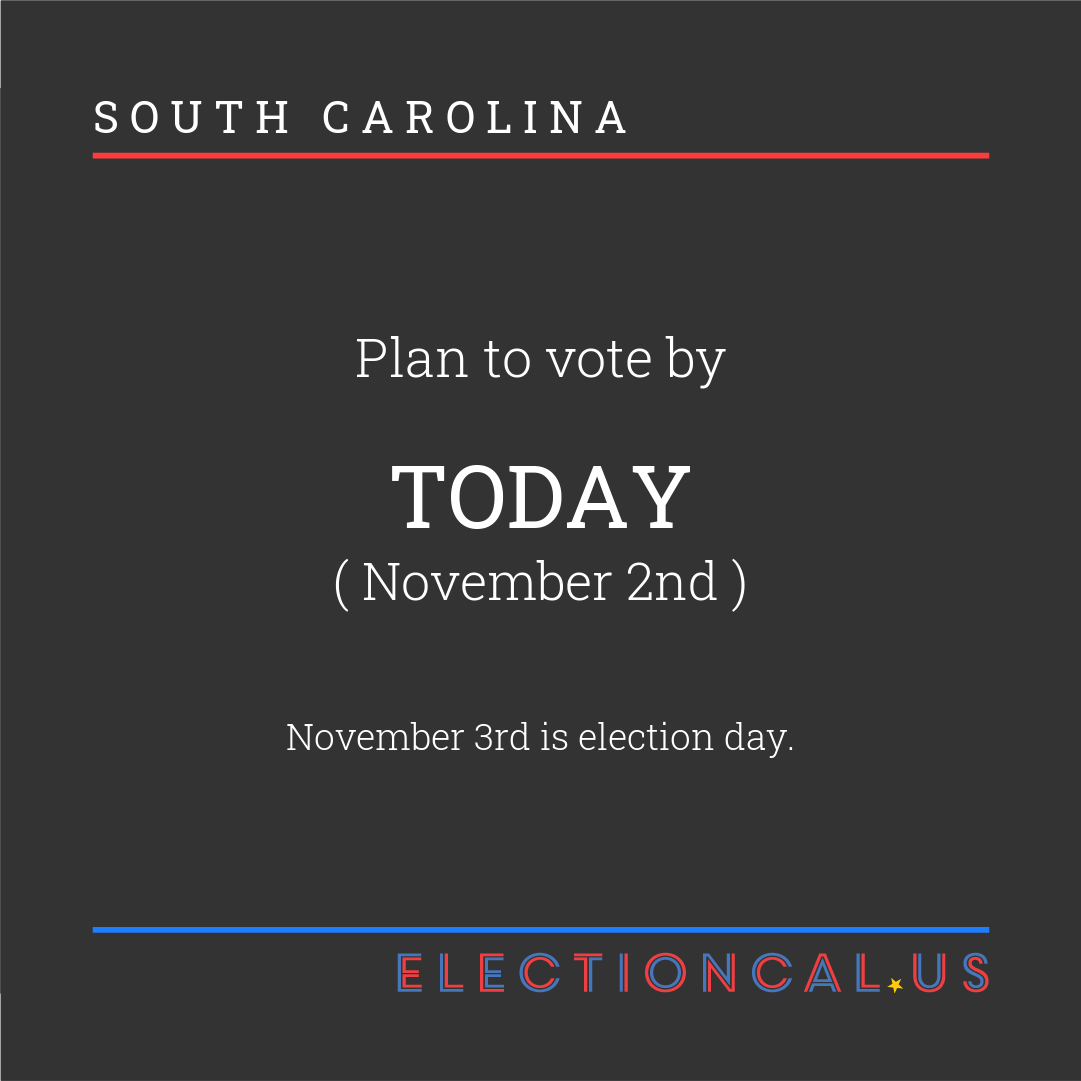 SOUTH CAROLINA
Plan to vote by
TODAY
( November 2nd )
November 3rd is election day.
ELECTIONCAL.US